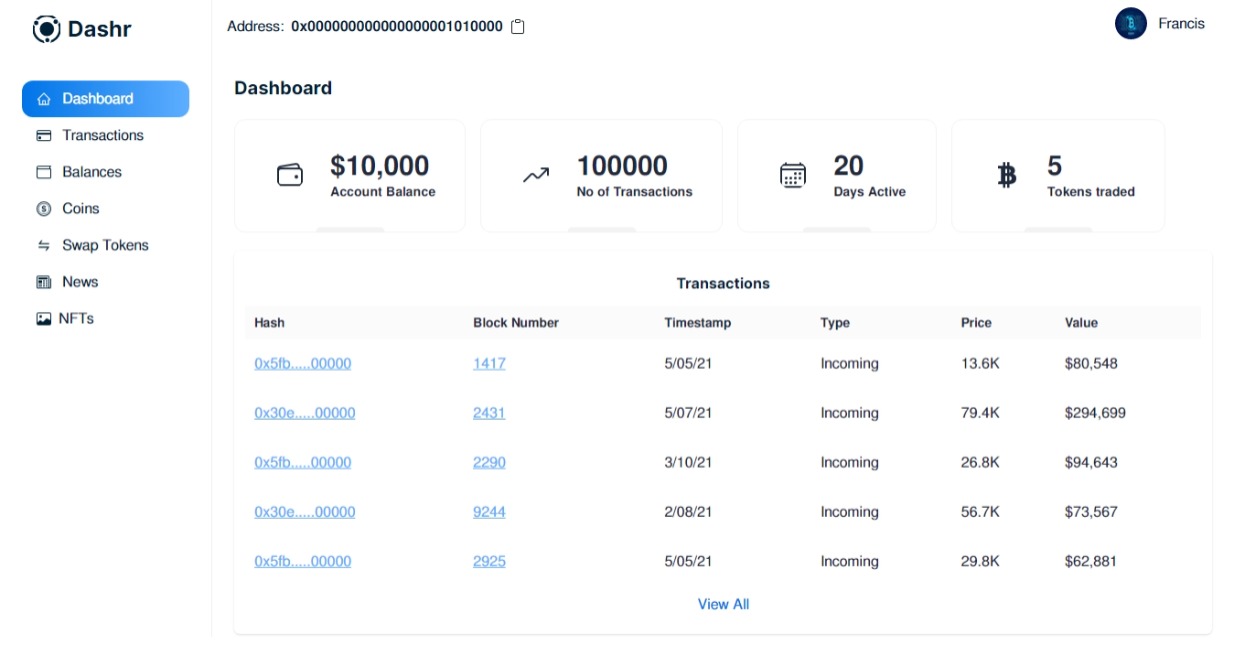 Dashr
Address: 0x000000000000000001010000
Francis
Dashboard
Transactions
Balances
Coins
Swap Tokens
News
NFTs
Dashboard
$10,000
Account Balance
100000
No of Transactions
20
Days Active
5
Tokens traded
Transactions
Hash Block Number Timestamp Type Price Value
0x5fb.....00000 1417 5/05/21 Incoming 13.6K $80,548
0x30e.....00000 2431 5/07/21 Incoming 79.4K $294,699
0x5fb.....00000 2290 3/10/21 Incoming 26.8K $94,643
0x30e.....00000 9244 2/08/21 Incoming 56.7K $73,567
0x5fb.....00000 2925 5/05/21 Incoming 29.8K $62,881
View All